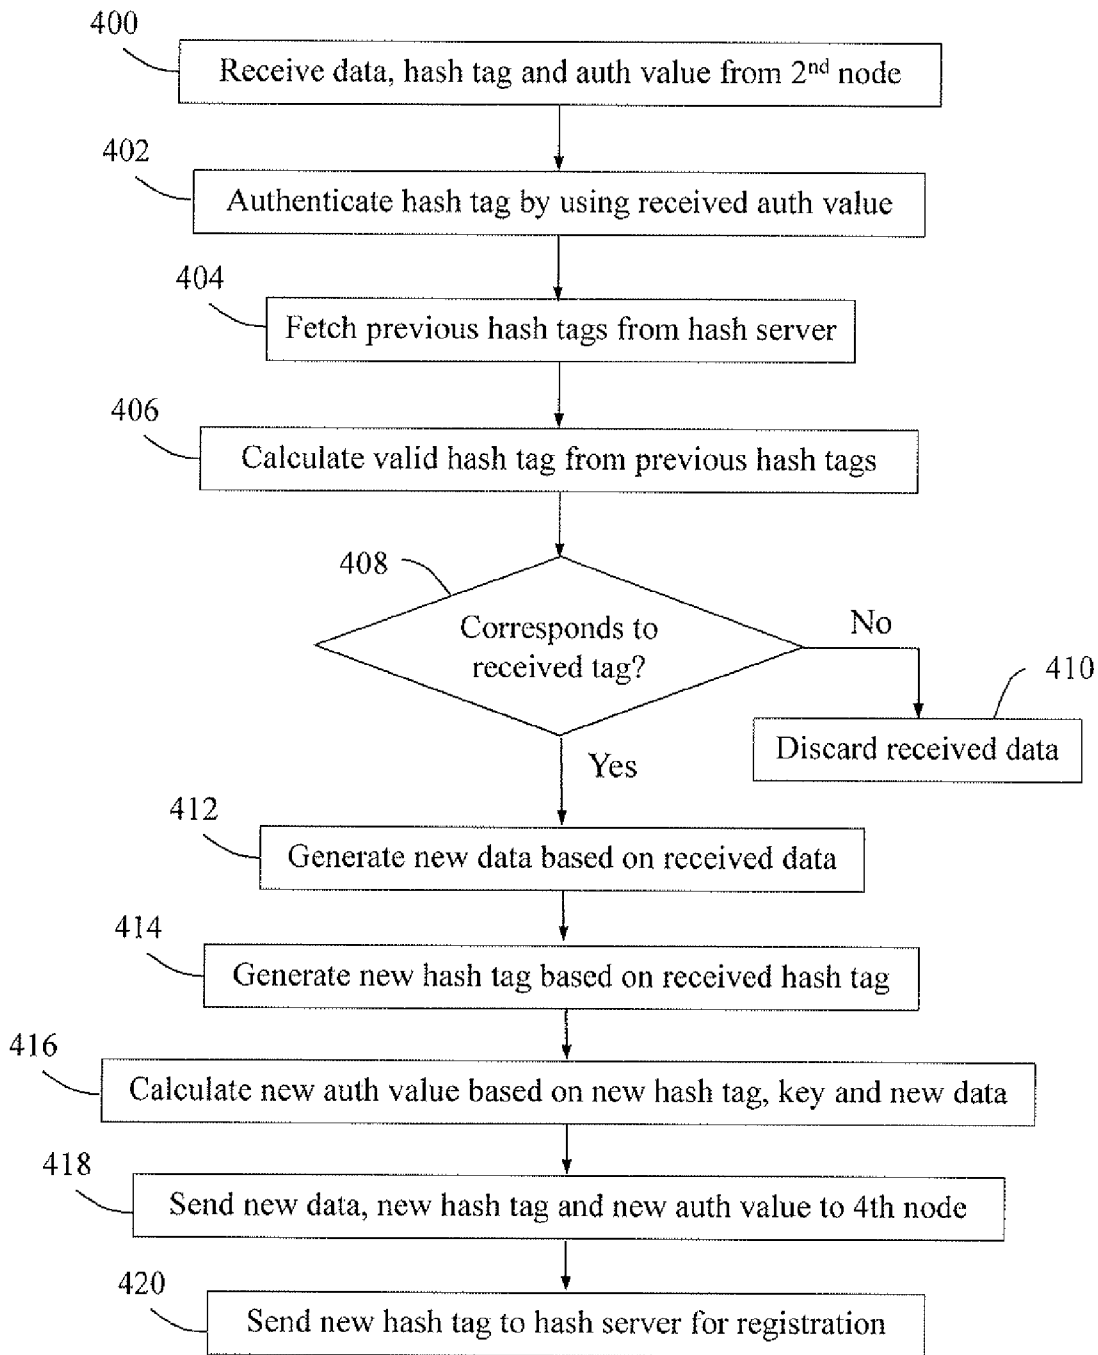 400
Receive data, hash tag and auth value from 2nd node
402
Authenticate hash tag by using received auth value
404
Fetch previous hash tags from hash server
406
Calculate valid hash tag from previous hash tags
408
Corresponds to
received tag?
No
410
Discard received data
Yes
412
Generate new data based on received data
414
Generate new hash tag based on received hash tag
416
Calculate new auth value based on new hash tag, key and new data
418
Send new data, new hash tag and new auth value to 4th node
420
Send new hash tag to hash server for registration